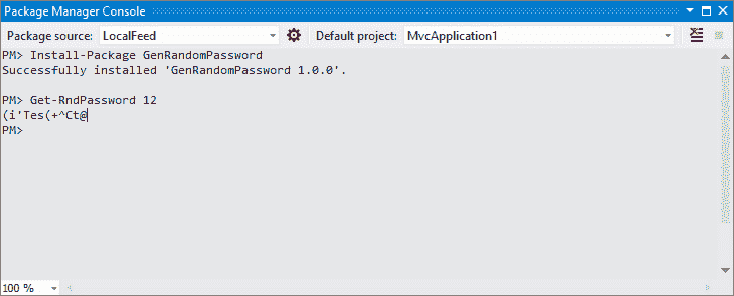 Package Manager Console
Package source: LocalFeed Default project: MvcApplication1
PM> Install-Package GenRandomPassword
Successfully installed 'GenRandomPassword 1.0.0'.
PM> Get-RndPassword 12
(i'Tes(+^Ct@
PM>
100 %